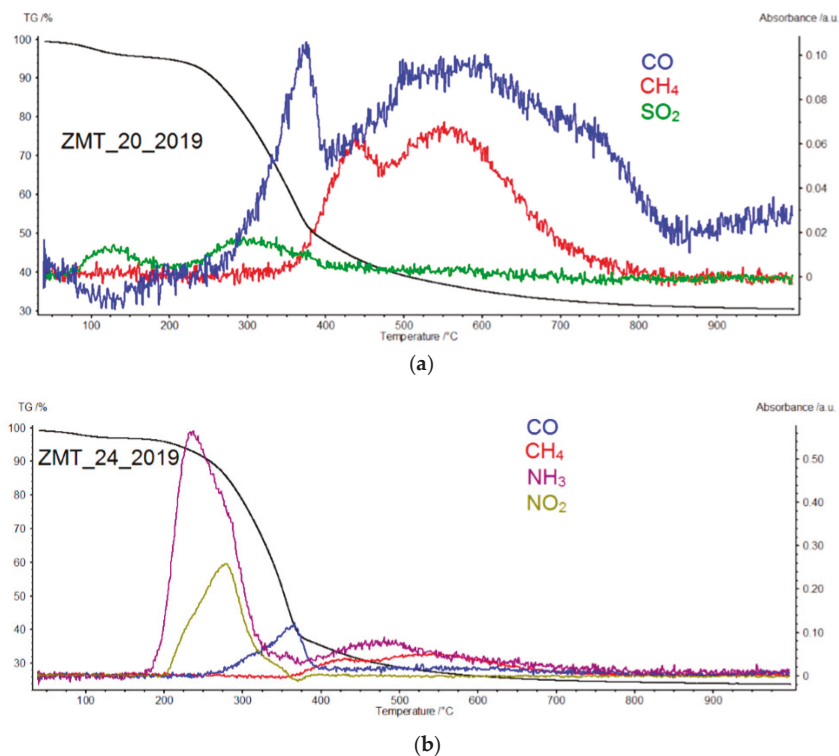 TG /%
Absorbance /a.u.
100
90
80
70
60
50
40
30
0.10
0.08
0.06
0.04
0.02
0
CO
CH₄
SO₂
ZMT_20_2019
100 200 300 400 500 600 700 800 900
Temperature /°C
(a)
TG /%
Absorbance /a.u.
100
90
80
70
60
50
40
30
0.50
0.40
0.30
0.20
0.10
0
CO
CH₄
NH₃
NO₂
ZMT_24_2019
100 200 300 400 500 600 700 800 900
Temperature /°C
(b)